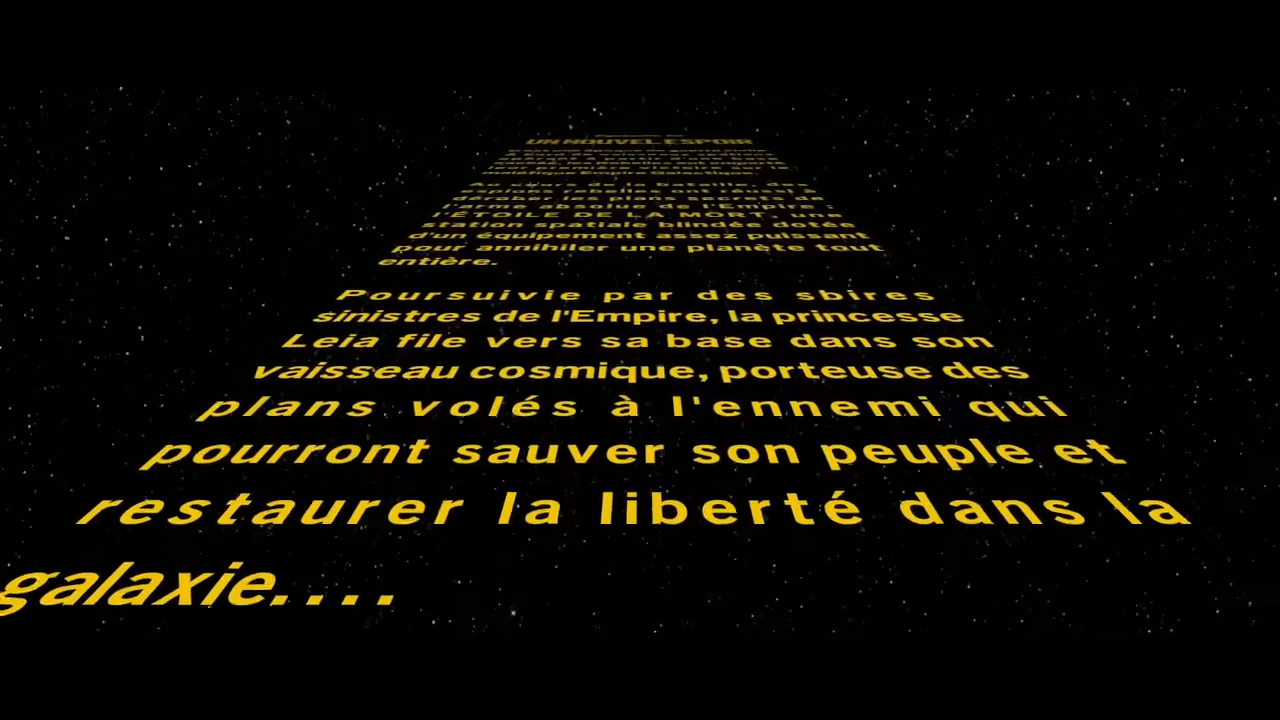 UN NOUVEL ESPOIR
Au cours de la bataille, des
espions rebelles ont réussi à
dérober les plans secrets de
l'arme absolue de l'Empire :
l'ÉTOILE DE LA MORT, une
station spatiale blindée dotée
d'un équipement assez puissant
pour annihiler une planète tout
entière.
Poursuivie par des sbires
sinistres de l'Empire, la princesse
Leia file vers sa base dans son
vaisseau cosmique, porteuse des
plans volés à l'ennemi qui
pourront sauver son peuple et
restaurer la liberté dans la
galaxie....